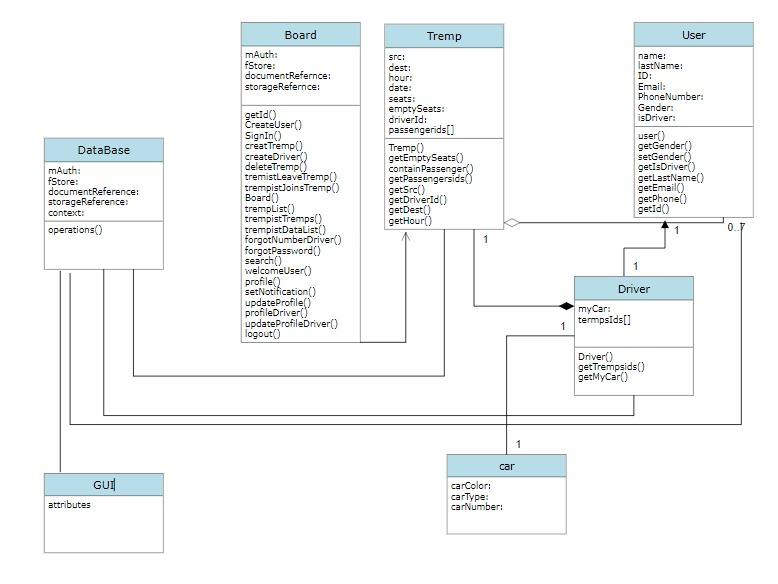 Board
mAuth:
fStore:
documentRefernce:
storageRefernce:
getId()
CreateUser()
SignIn()
creatTremp()
createDriver()
deleteTremp()
tremistLeaveTremp()
trempistJoinsTremp()
Board()
trempList()
trempistTremps()
trempistDataList()
forgotNumberDriver()
forgotPassword()
search()
welcomeUser()
profile()
setNotification()
updateProfile()
profileDriver()
updateProfileDriver()
logout()
Tremp
src:
dest:
hour:
date:
seats:
emptySeats:
driverId:
passengerids[]
Tremp()
getEmptySeats()
containPassenger()
getPassengersids()
getSrc()
getDriverId()
getDest()
getHour()
User
name:
lastName:
ID:
Email:
PhoneNumber:
Gender:
isDriver:
user()
getGender()
setGender()
getIsDriver()
getLastName()
getEmail()
getPhone()
getId()
DataBase
mAuth:
fStore:
documentReference:
storageReference:
context:
operations()
1
1
0..7
1
Driver
myCar:
termpsIds[]
Driver()
getTrempsids()
getMyCar()
1
1
car
carColor:
carType:
carNumber:
GUI
attributes